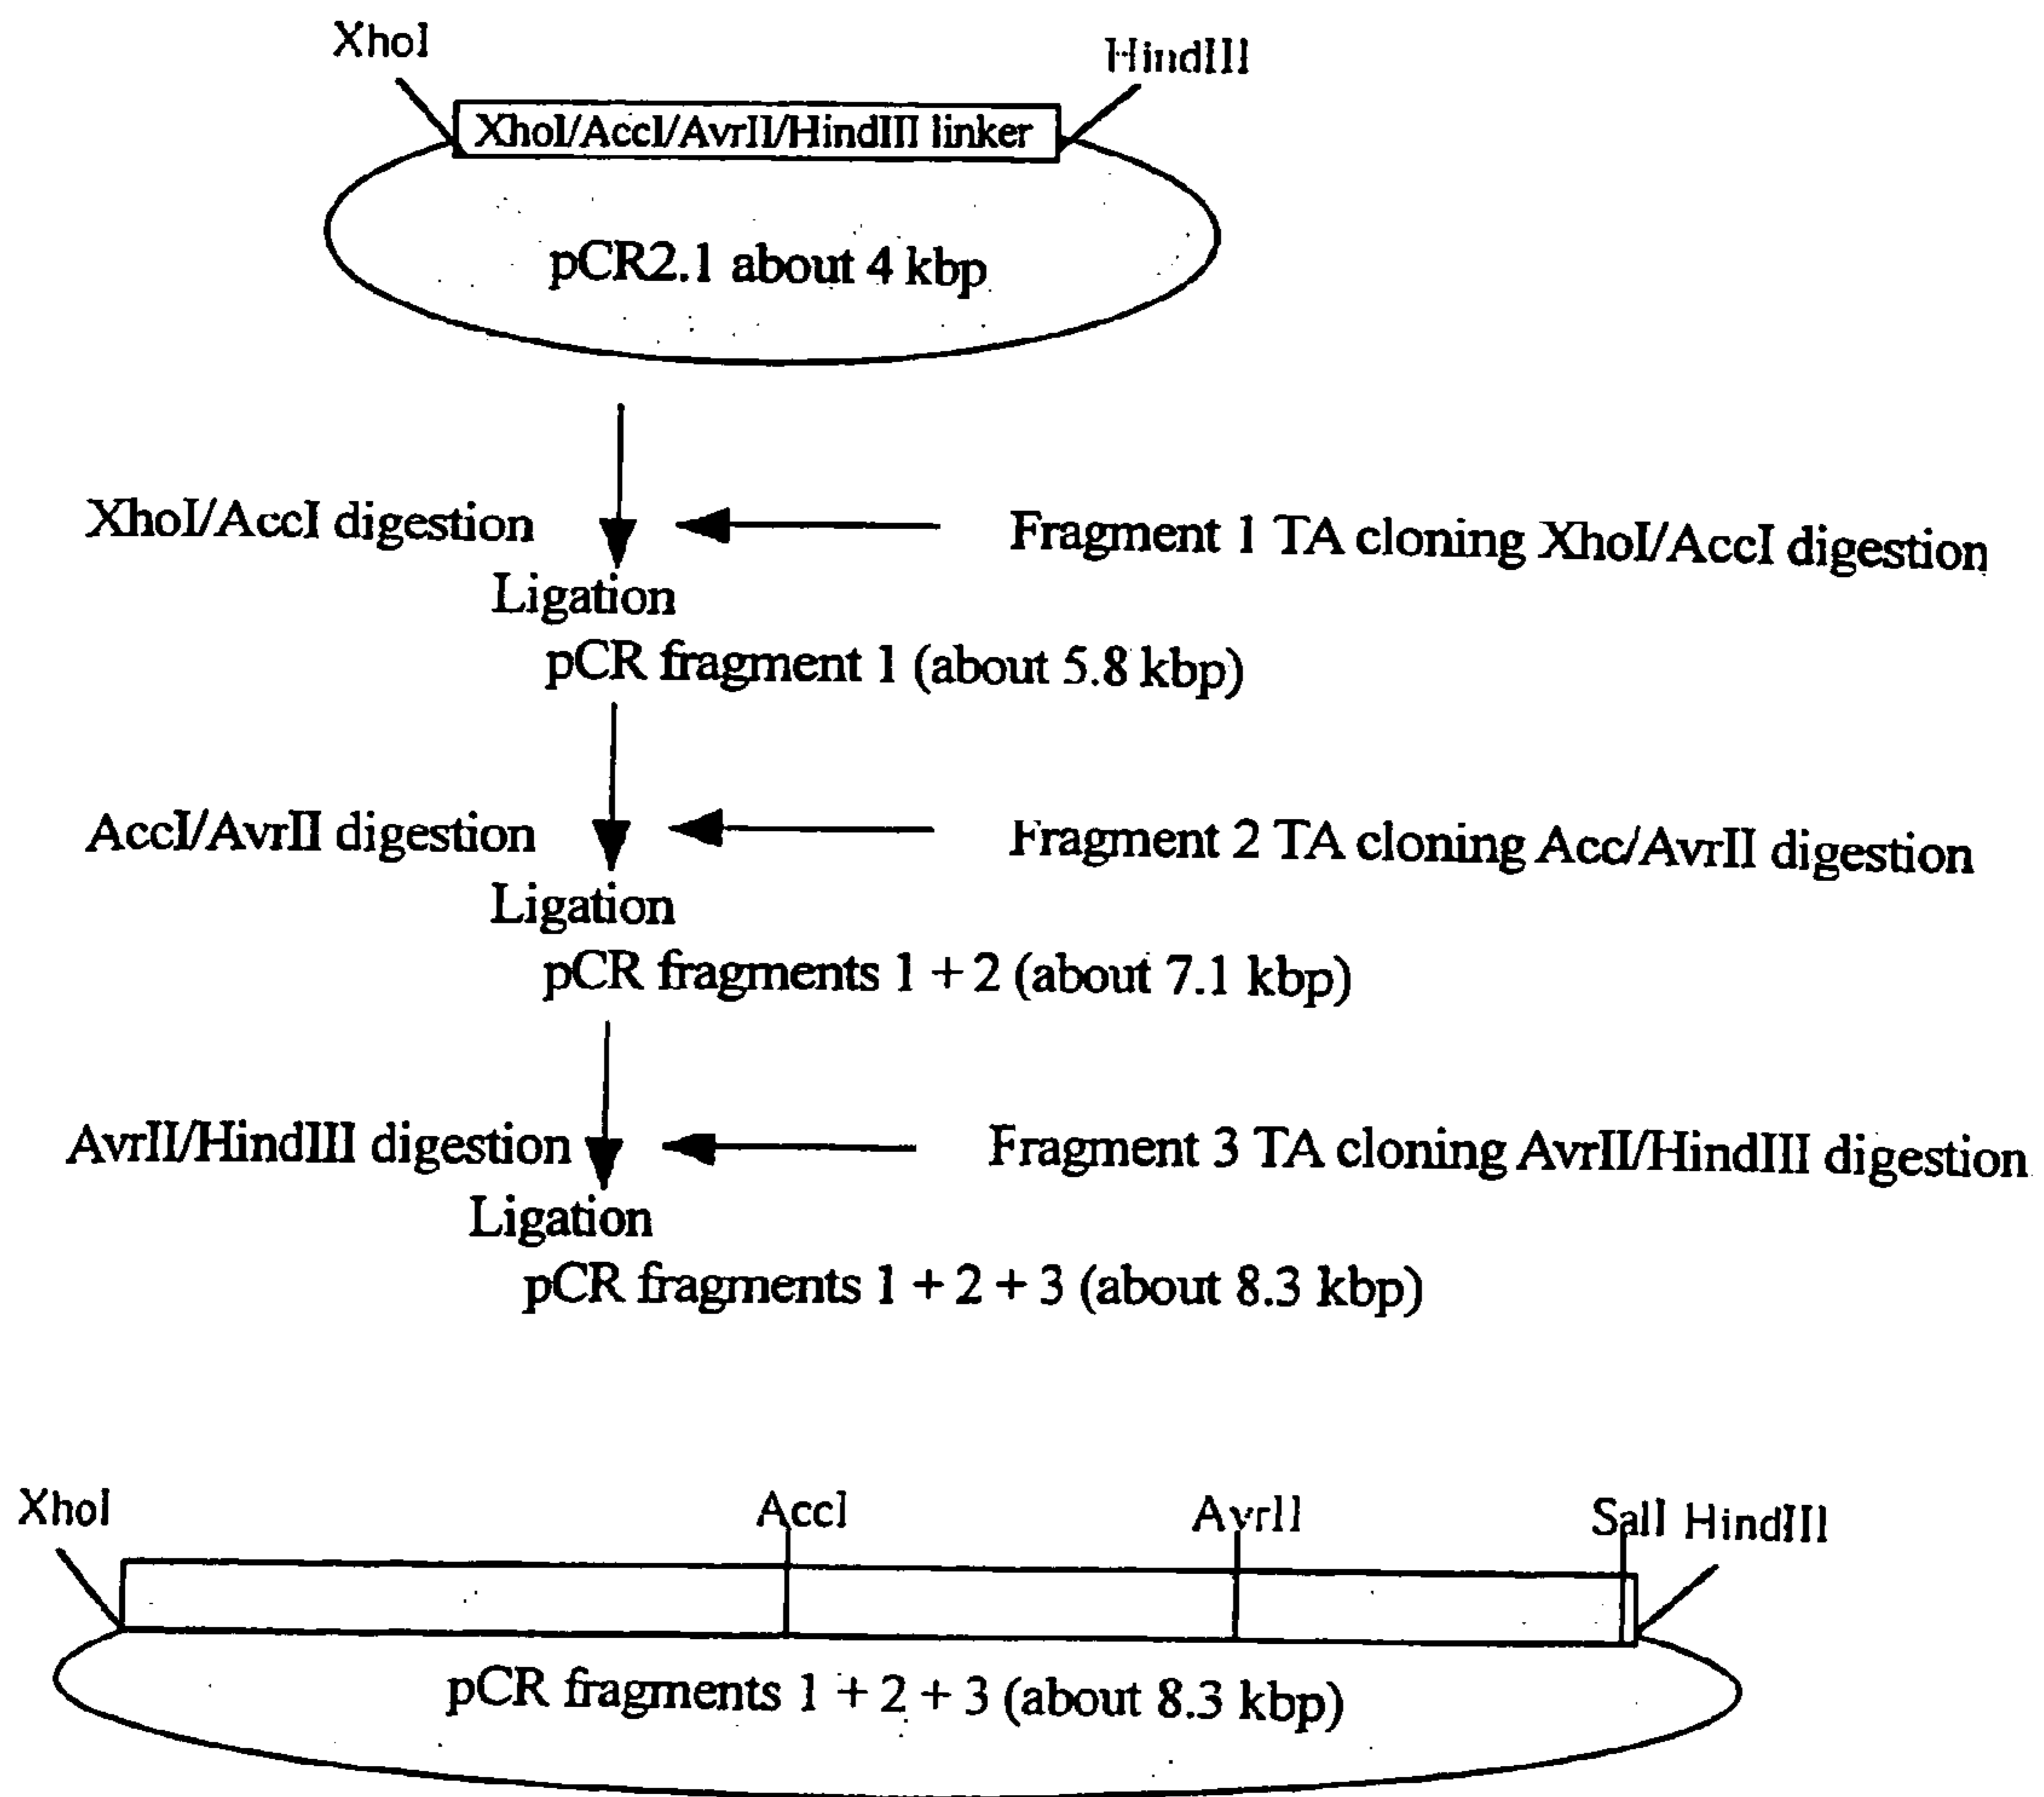 XhoI
HindIII
XhoI/AccI/AvrII/HindIII linker
pCR2.1 about 4 kbp
XhoI/AccI digestion
Fragment 1 TA cloning XhoI/AccI digestion
Ligation
pCR fragment 1 (about 5.8 kbp)
AccI/AvrII digestion
Fragment 2 TA cloning Acc/AvrII digestion
Ligation
pCR fragments 1 + 2 (about 7.1 kbp)
AvrII/HindIII digestion
Fragment 3 TA cloning AvrII/HindIII digestion
Ligation
pCR fragments 1 + 2 + 3 (about 8.3 kbp)
XhoI
AccI
AvrII
SalI HindIII
pCR fragments 1 + 2 + 3 (about 8.3 kbp)